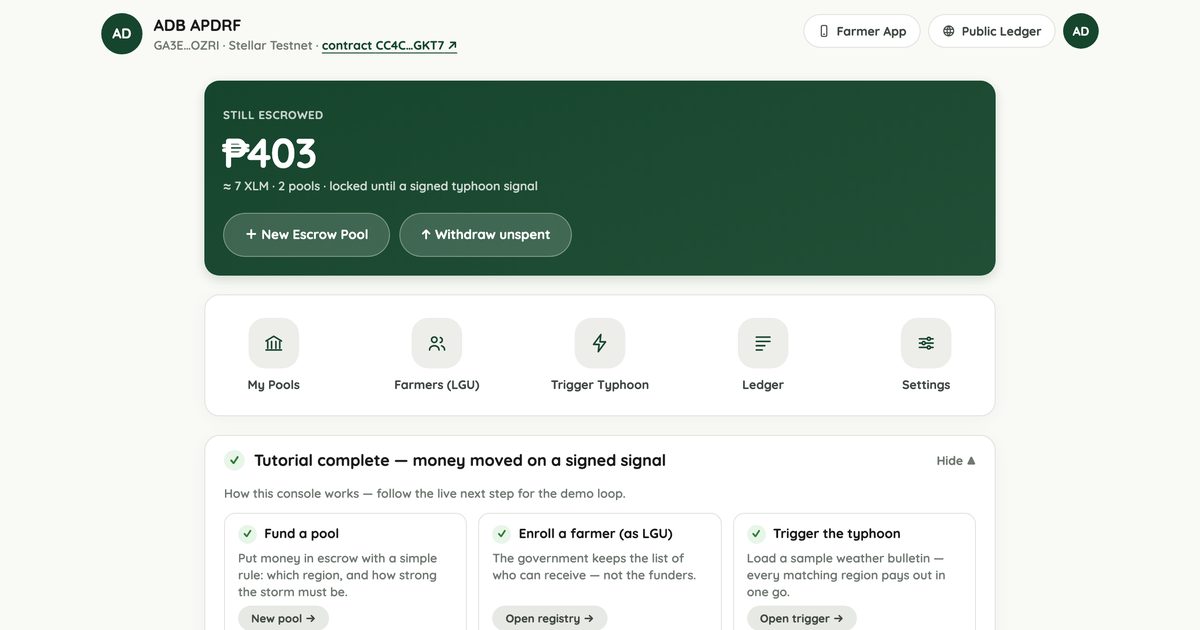 AD
ADB APDRF
GA3E…OZRI · Stellar Testnet · contract CC4C…GKT7 ↗
Farmer App
Public Ledger
AD
STILL ESCROWED
₱403
≈ 7 XLM · 2 pools · locked until a signed typhoon signal
+ New Escrow Pool
↑ Withdraw unspent
My Pools
Farmers (LGU)
Trigger Typhoon
Ledger
Settings
Tutorial complete — money moved on a signed signal
Hide ▲
How this console works — follow the live next step for the demo loop.
Fund a pool
Put money in escrow with a simple
rule: which region, and how strong
the storm must be.
New pool →
Enroll a farmer (as LGU)
The government keeps the list of
who can receive — not the funders.
Open registry →
Trigger the typhoon
Load a sample weather bulletin —
every matching region pays out in
one go.
Open trigger →